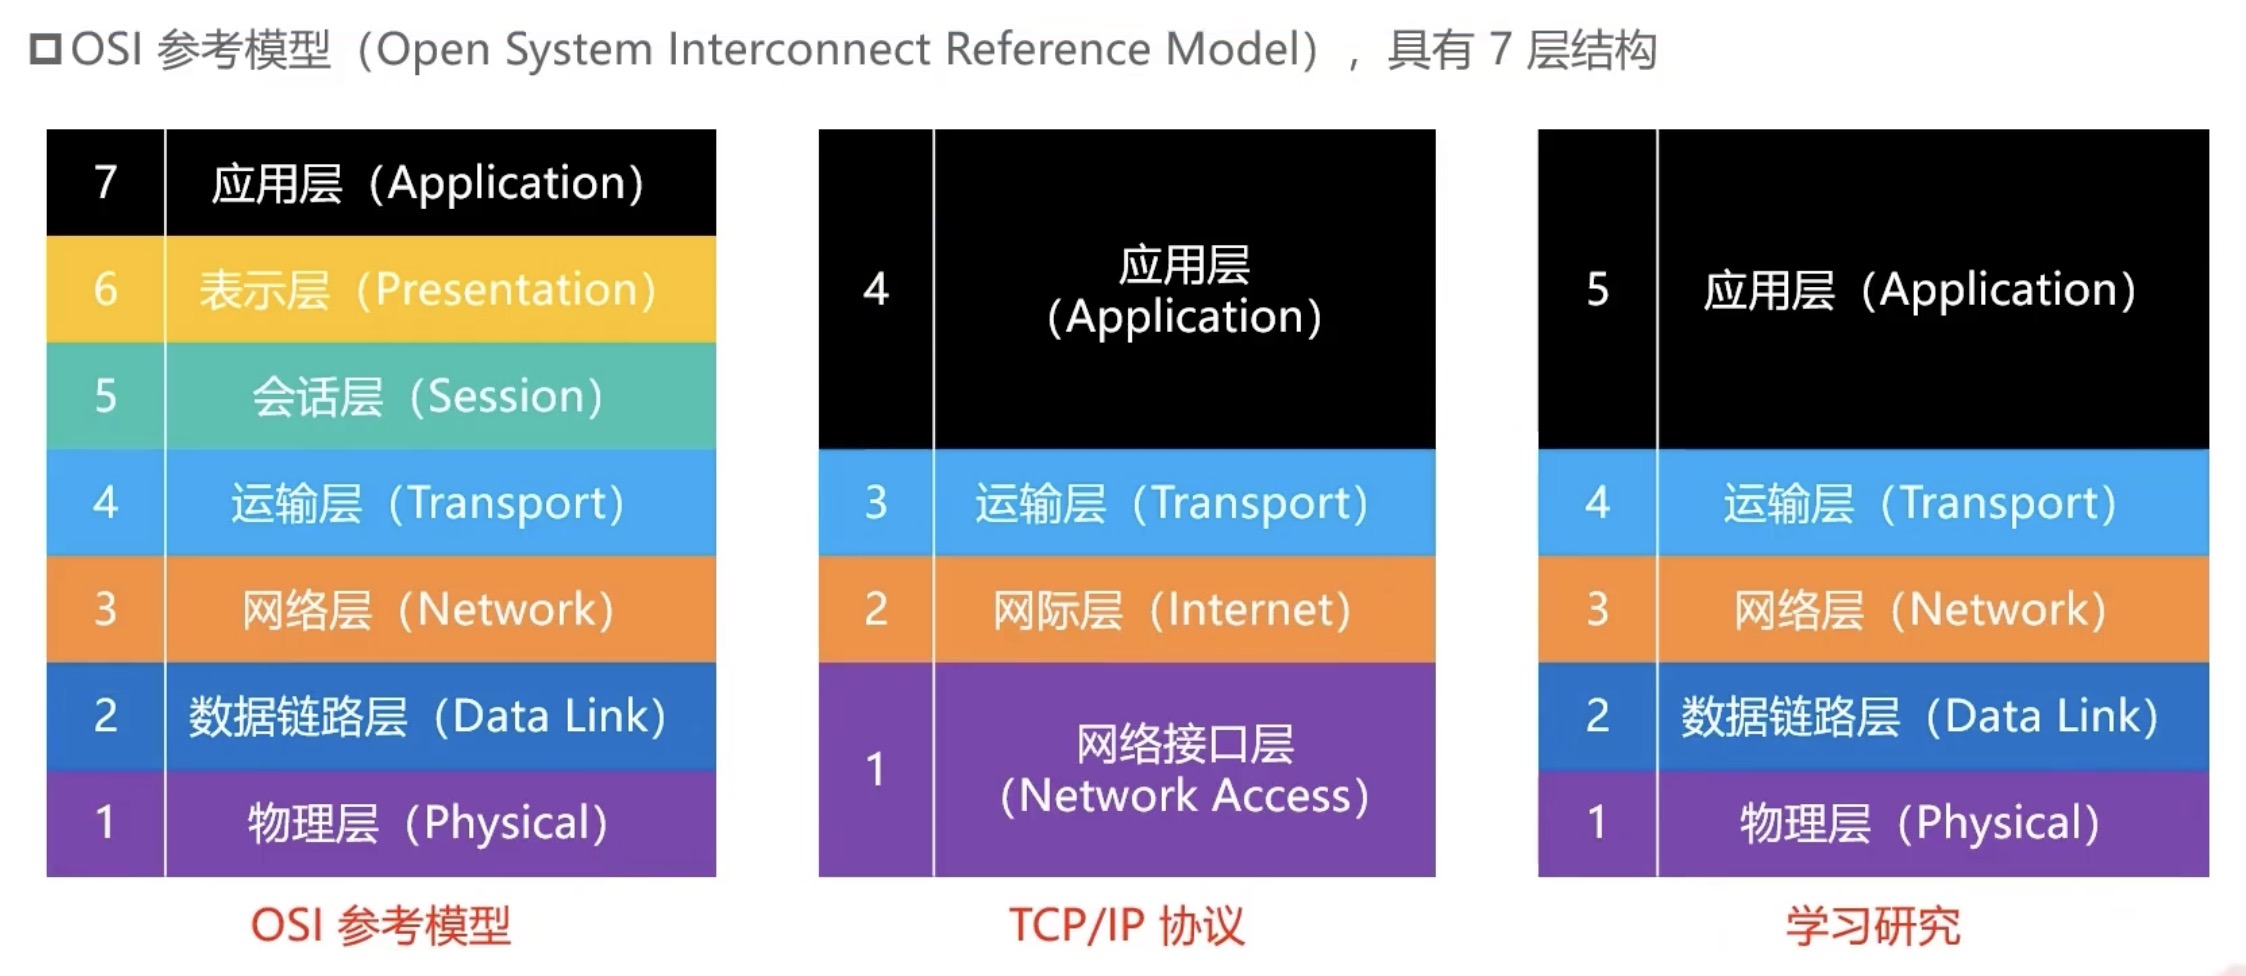 OSI 参考模型（Open System Interconnect Reference Model），具有 7 层结构
7 应用层（Application）
6 表示层（Presentation）
5 会话层（Session）
4 运输层（Transport）
3 网络层（Network）
2 数据链路层（Data Link）
1 物理层（Physical）
OSI 参考模型
4 应用层
（Application）
3 运输层（Transport）
2 网际层（Internet）
1 网络接口层
（Network Access）
TCP/IP 协议
5 应用层（Application）
4 运输层（Transport）
3 网络层（Network）
2 数据链路层（Data Link）
1 物理层（Physical）
学习研究